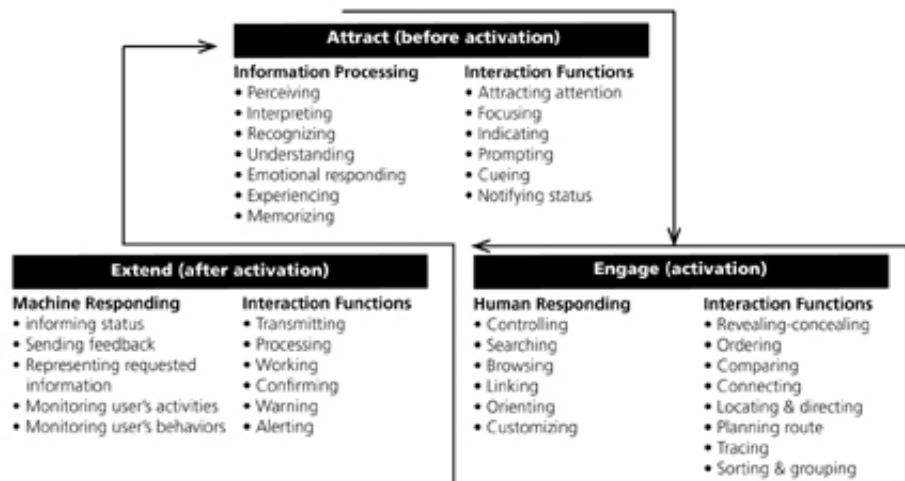 Attract (before activation)
Information Processing
• Perceiving
• Interpreting
• Recognizing
• Understanding
• Emotional responding
• Experiencing
• Memorizing
Interaction Functions
• Attracting attention
• Focusing
• Indicating
• Prompting
• Cueing
• Notifying status
Extend (after activation)
Machine Responding
• informing status
• Sending feedback
• Representing requested
information
• Monitoring user's activities
• Monitoring user's behaviors
Interaction Functions
• Transmitting
• Processing
• Working
• Confirming
• Warning
• Alerting
Engage (activation)
Human Responding
• Controlling
• Searching
• Browsing
• Linking
• Orienting
• Customizing
Interaction Functions
• Revealing-concealing
• Ordering
• Comparing
• Connecting
• Locating & directing
• Planning route
• Tracing
• Sorting & grouping